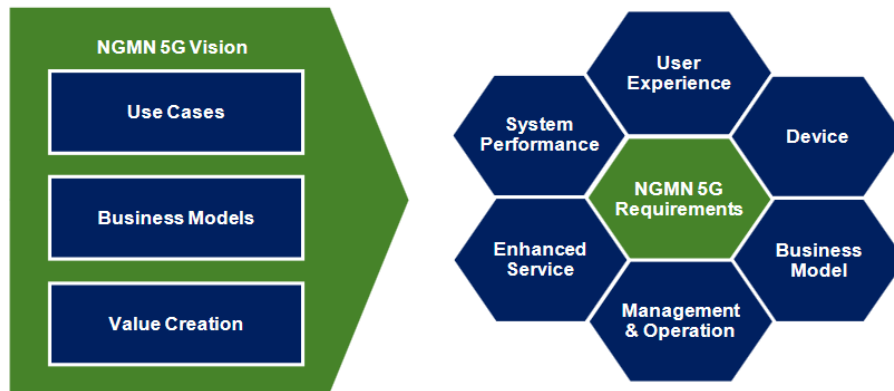 NGMN 5G Vision
Use Cases
Business Models
Value Creation
User
Experience
System
Performance
Device
NGMN 5G
Requirements
Enhanced
Service
Business
Model
Management
& Operation